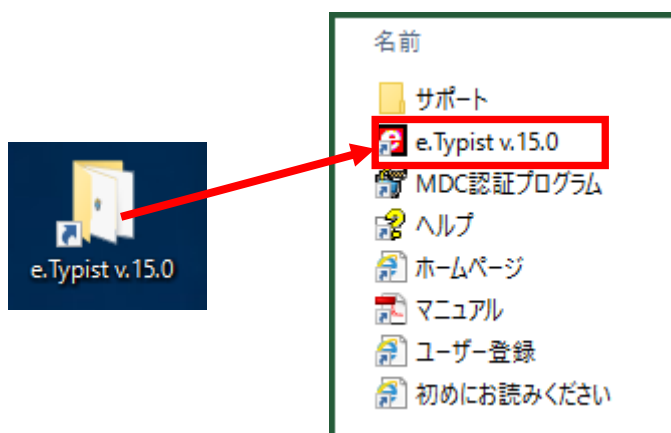 e.Typist v.15.0
名前
サポート
e.Typist v.15.0
MDC認証プログラム
ヘルプ
ホームページ
マニュアル
ユーザー登録
初めにお読みください